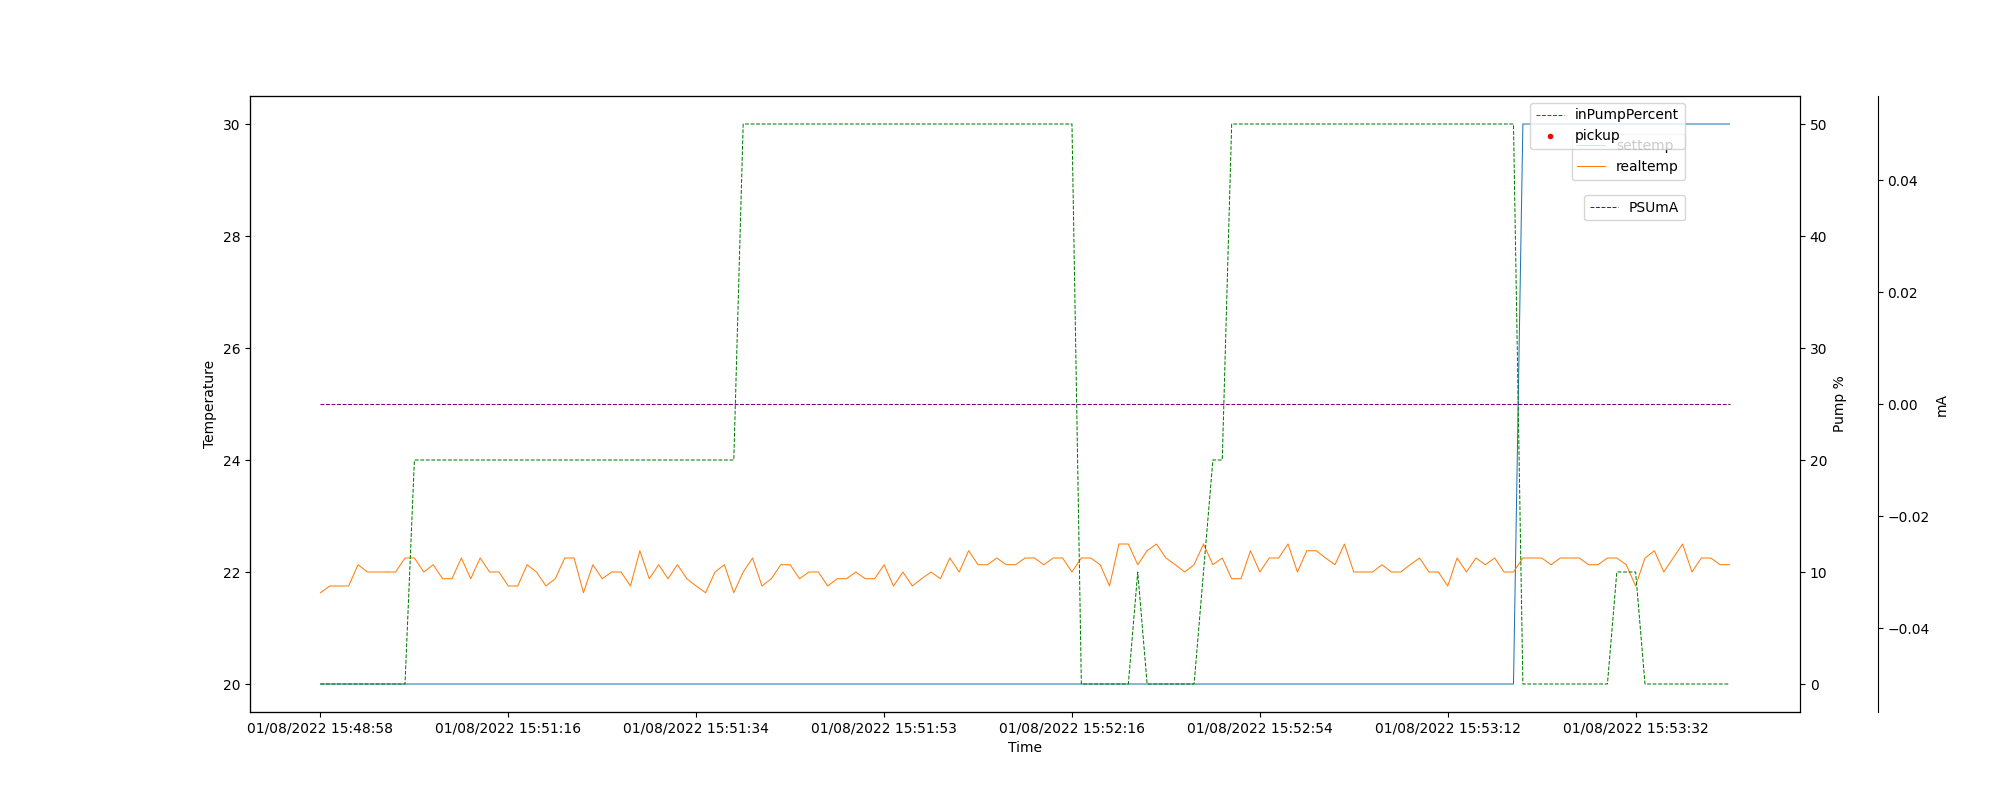 inPumpPercent
pickup
settemp
realtemp
PSUmA
30
28
26
24
22
20
Temperature
50
40
30
20
10
0
Pump %
0.04
0.02
0.00
−0.02
−0.04
mA
01/08/2022 15:48:58
01/08/2022 15:51:16
01/08/2022 15:51:34
01/08/2022 15:51:53
01/08/2022 15:52:16
01/08/2022 15:52:54
01/08/2022 15:53:12
01/08/2022 15:53:32
Time